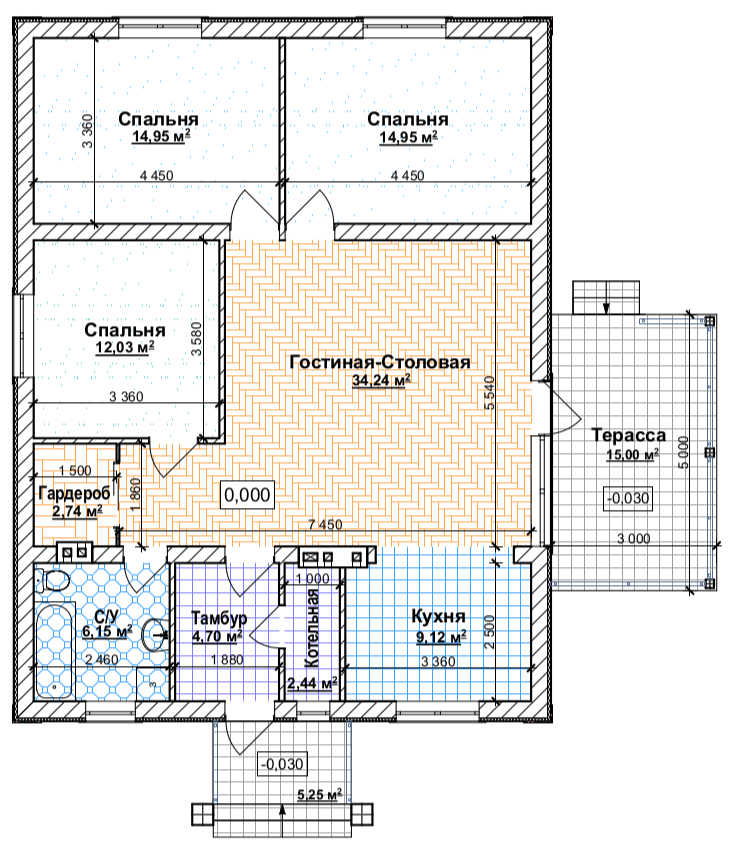 Спальня
14,95 м²
3 360
4 450
Спальня
14,95 м²
4 450
Спальня
12,03 м²
3 580
3 360
Гостиная-Столовая
34,24 м²
5 540
Терасса
15.00 м²
5 000
-0,030
3 000
1 500
Гардероб
2,74 м²
1 860
0,000
7 450
С/У
6,15 м²
2 460
З
Тамбур
4,70 м²
1 880
1 000
Котельная
2,44 м²
Кухня
9,12 м²
3 360
2 500
-0,030
5,25 м²